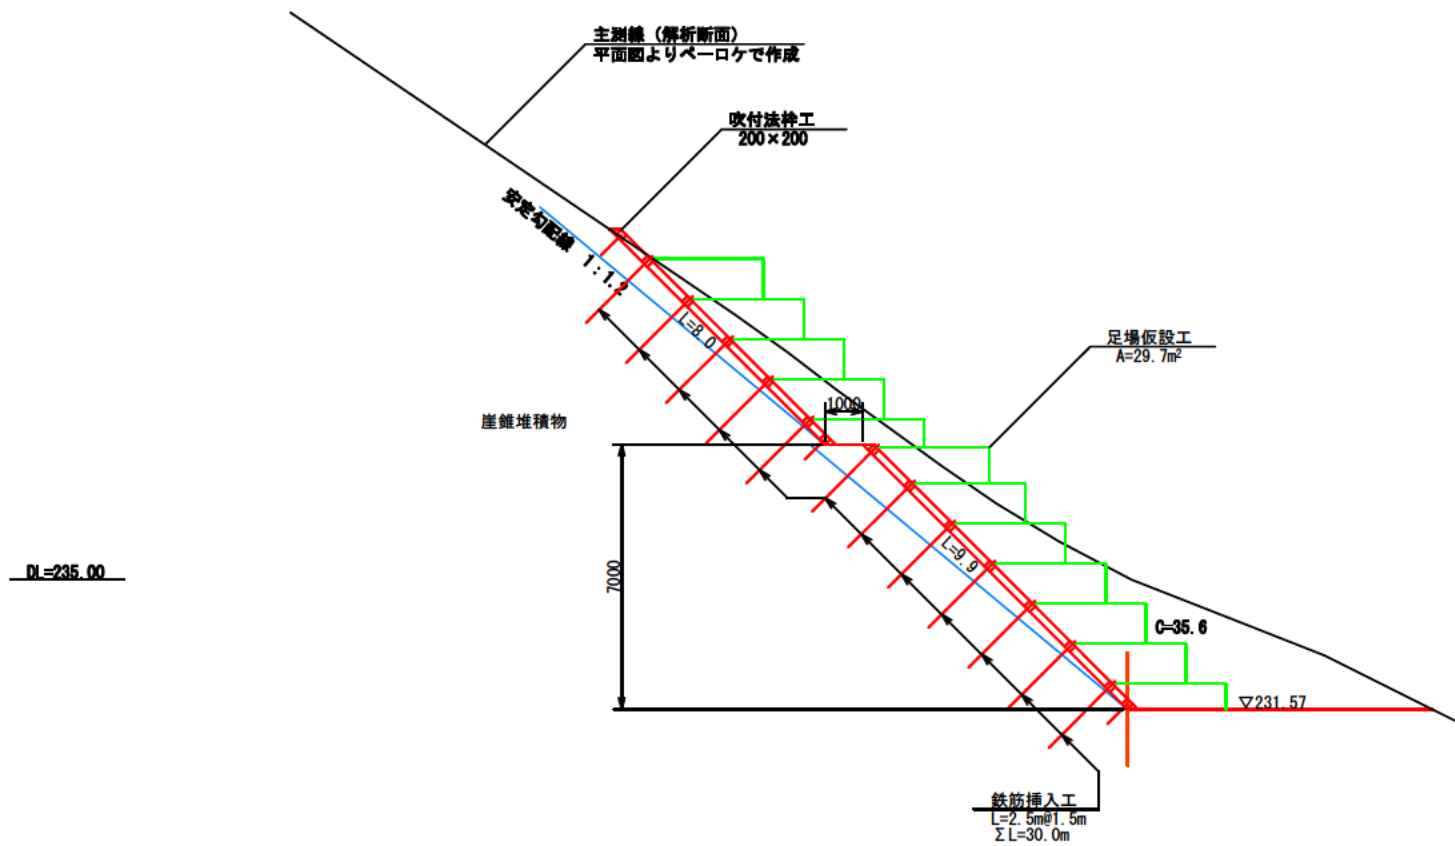 主測線（解析断面）
平面図よりペーロケで作成
吹付法枠工
200×200
安定勾配線 1:1.2
L=8.0
足場仮設工
A=29.7m²
1000
崖錐堆積物
L=9.9
7000
DL=235.00
C=35.6
▽231.57
鉄筋挿入工
L=2.5m@1.5m
ΣL=30.0m